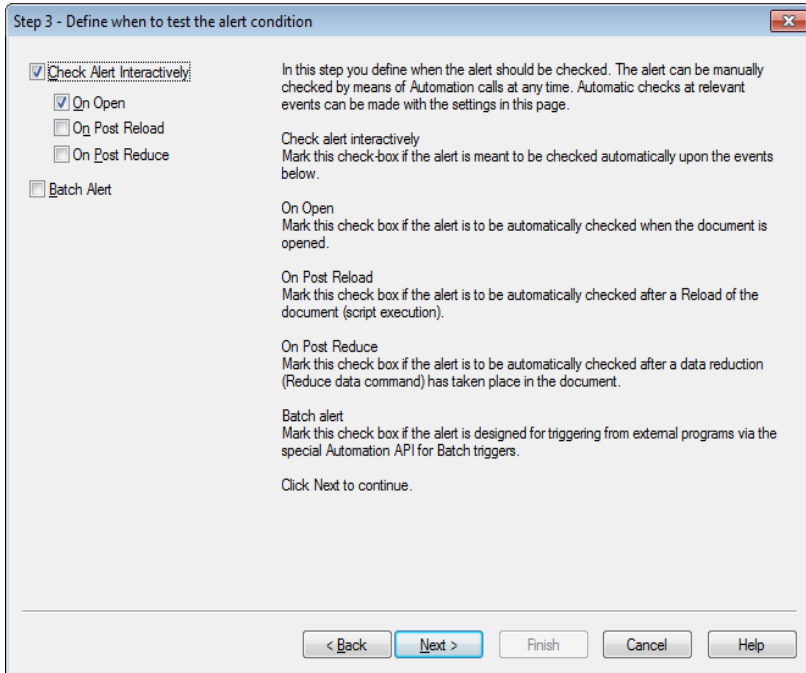 Step 3 - Define when to test the alert condition
Check Alert Interactively
On Open
On Post Reload
On Post Reduce
Batch Alert
In this step you define when the alert should be checked. The alert can be manually
checked by means of Automation calls at any time. Automatic checks at relevant
events can be made with the settings in this page.
Check alert interactively
Mark this check-box if the alert is meant to be checked automatically upon the events
below.
On Open
Mark this check box if the alert is to be automatically checked when the document is
opened.
On Post Reload
Mark this check box if the alert is to be automatically checked after a Reload of the
document (script execution).
On Post Reduce
Mark this check box if the alert is to be automatically checked after a data reduction
(Reduce data command) has taken place in the document.
Batch alert
Mark this check box if the alert is designed for triggering from external programs via the
special Automation API for Batch triggers.
Click Next to continue.
< Back
Next >
Finish
Cancel
Help